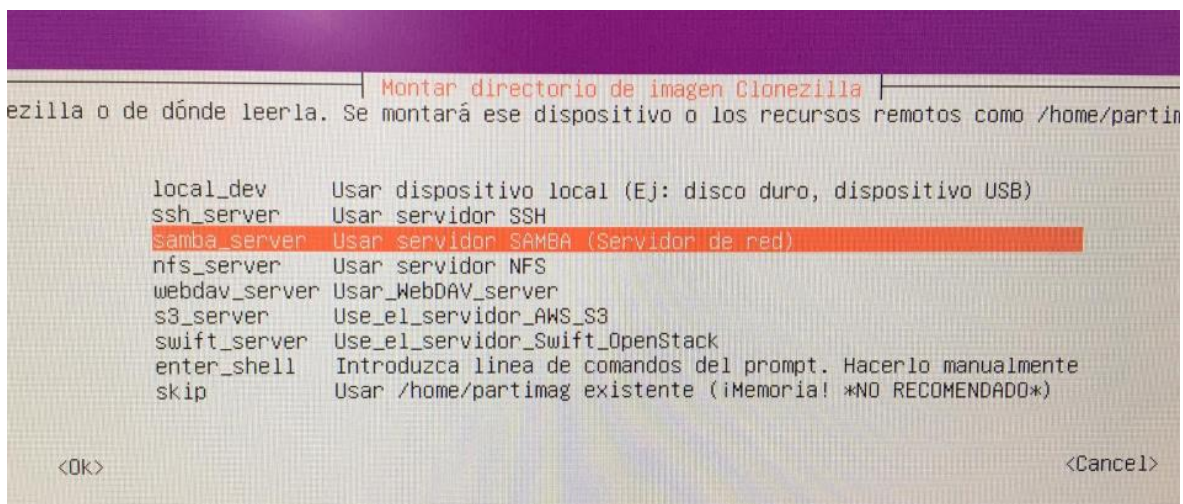 Montar directorio de imagen Clonezilla
ezilla o de dónde leerla. Se montará ese dispositivo o los recursos remotos como /home/partim
local_dev Usar dispositivo local (Ej: disco duro, dispositivo USB)
ssh_server Usar servidor SSH
samba_server Usar servidor SAMBA (Servidor de red)
nfs_server Usar servidor NFS
webdav_server Usar_WebDAV_server
s3_server Use_el_servidor_AWS_S3
swift_server Use_el_servidor_Swift_OpenStack
enter_shell Introduzca linea de comandos del prompt. Hacerlo manualmente
skip Usar /home/partimag existente (¡Memoria! *NO RECOMENDADO*)
<Ok> <Cancel>